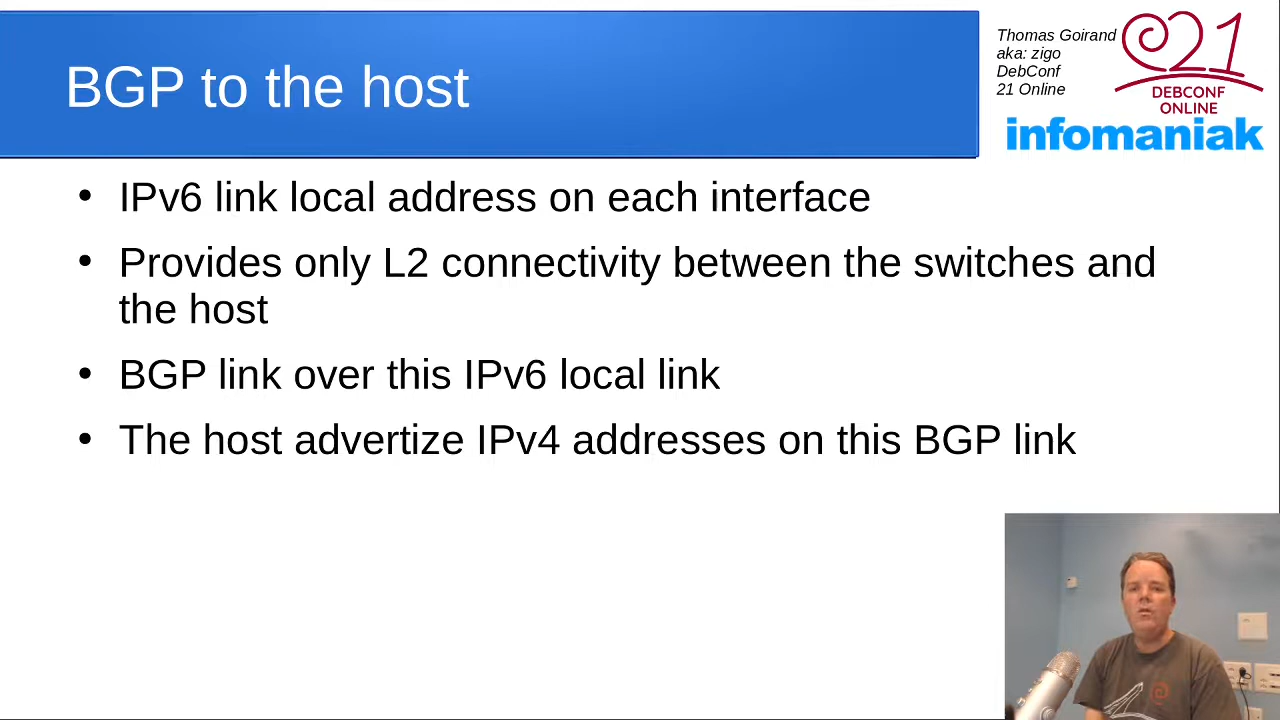 BGP to the host
Thomas Goirand
aka: zigo
DebConf
21 Online
21
DEBCONF
ONLINE
infomaniak
• IPv6 link local address on each interface
• Provides only L2 connectivity between the switches and
the host
• BGP link over this IPv6 local link
• The host advertize IPv4 addresses on this BGP link